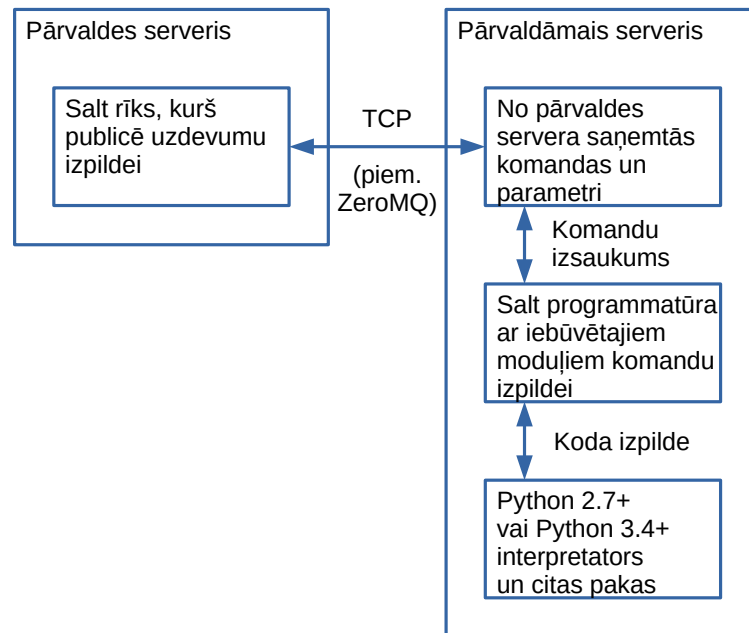 Pārvaldes serveris
Salt rīks, kurš
publicē uzdevumu
izpildei
TCP
(piem.
ZeroMQ)
Pārvaldāmais serveris
No pārvaldes
servera saņemtās
komandas un
parametri
Komandu
izsaukums
Salt programmatūra
ar iebūvētajiem
moduļiem komandu
izpildei
Koda izpilde
Python 2.7+
vai Python 3.4+
interpretators
un citas pakas